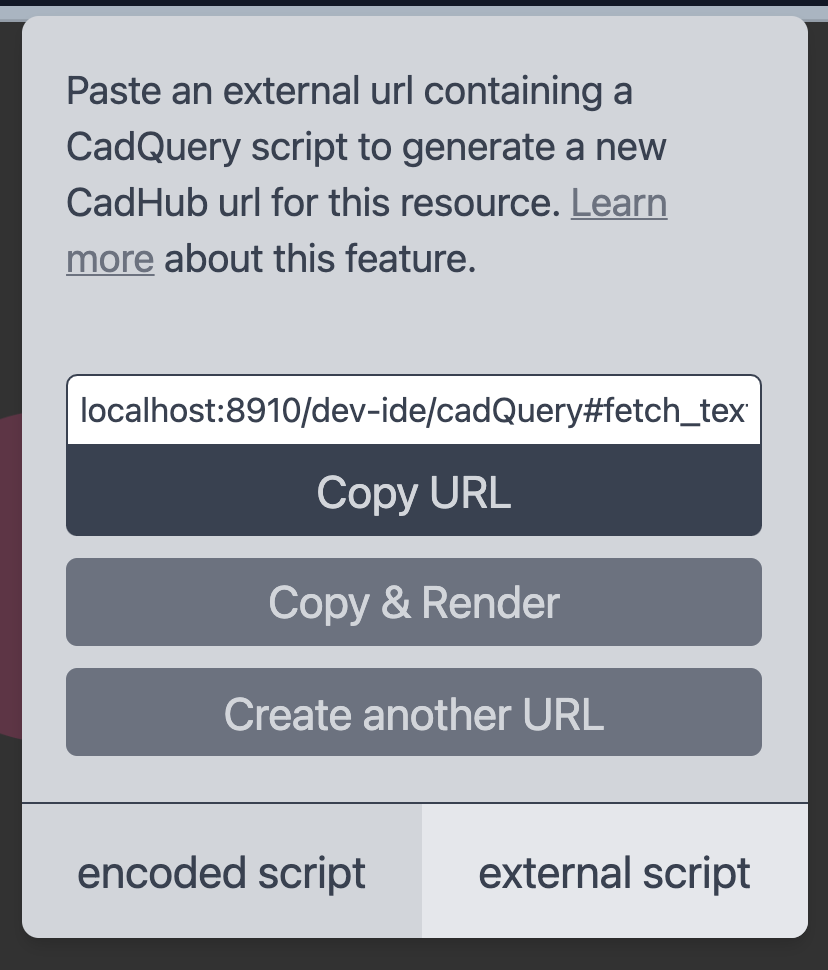 Paste an external url containing a
CadQuery script to generate a new
CadHub url for this resource. Learn
more about this feature.
localhost:8910/dev-ide/cadQuery#fetch_tex
Copy URL
Copy & Render
Create another URL
encoded script
external script